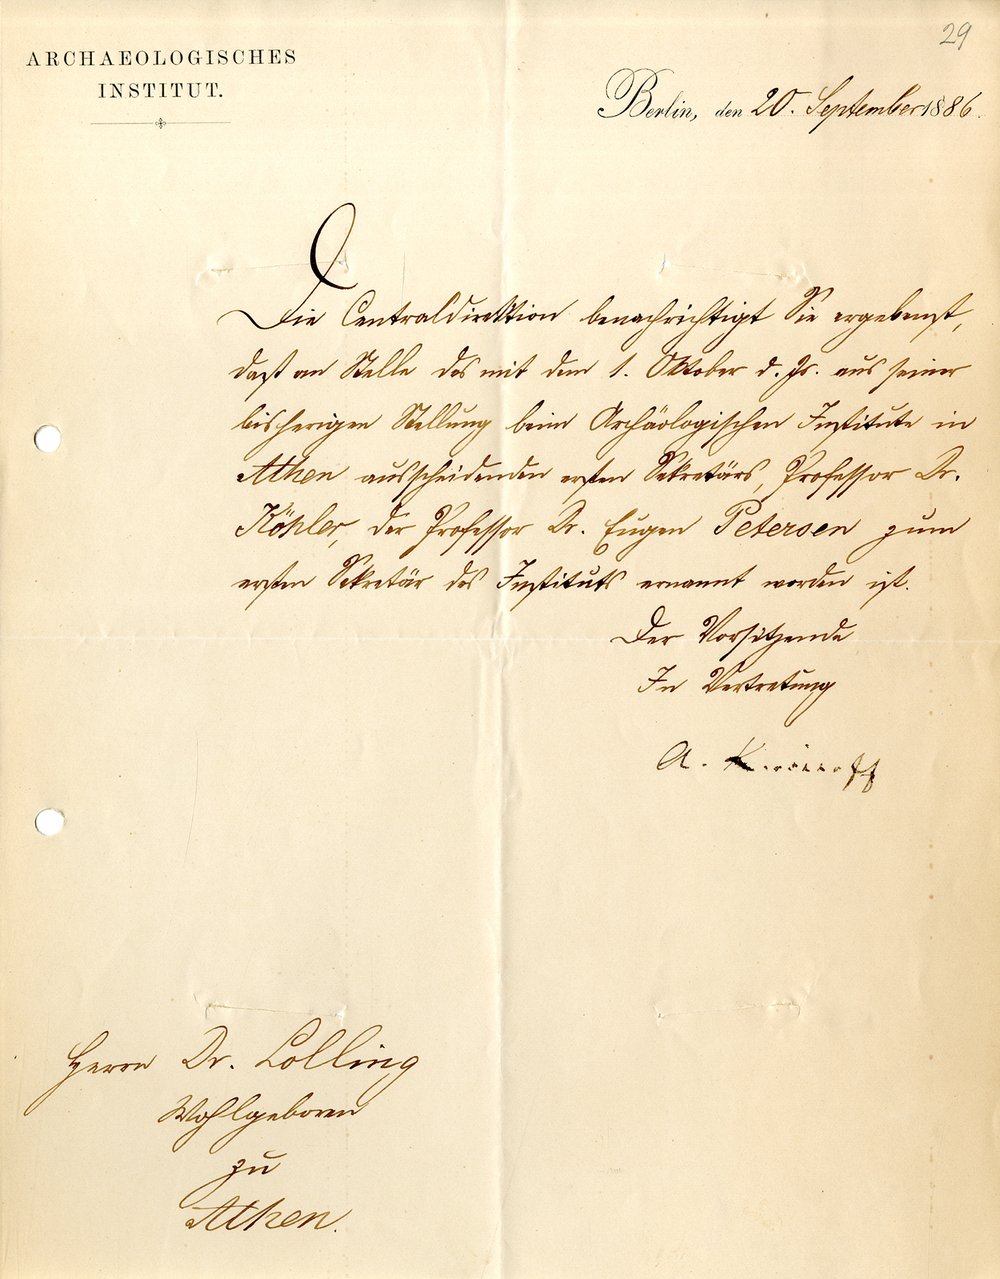 29
ARCHAEOLOGISCHES
INSTITUT.
Berlin, den 20. September 1886.
Die Centraldirektion benachrichtigt Sie ergebenst,
daß an Stelle des mit dem 1. Oktober d. Js. aus seiner
bisherigen Stellung beim Archäologischen Institute in
Athen ausscheidenden ersten Sekretärs, Professor Dr.
Köhler, der Professor Dr. Eugen Petersen zum
ersten Sekretär des Instituts ernannt worden ist.
Der Vorsitzende
In Vertretung
A. Kirchhoff
Herrn Dr. Lolling
Wohlgeboren
zu
Athen.